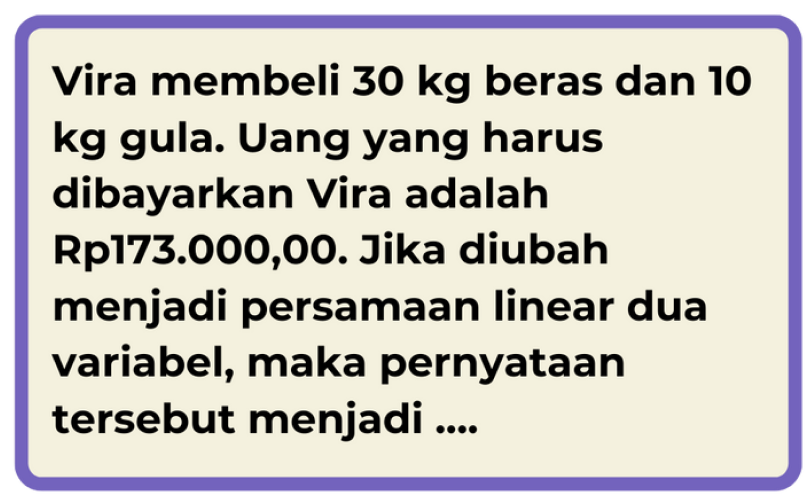 Vira membeli 30 kg beras dan 10
kg gula. Uang yang harus
dibayarkan Vira adalah
Rp173.000,00. Jika diubah
menjadi persamaan linear dua
variabel, maka pernyataan
tersebut menjadi ....